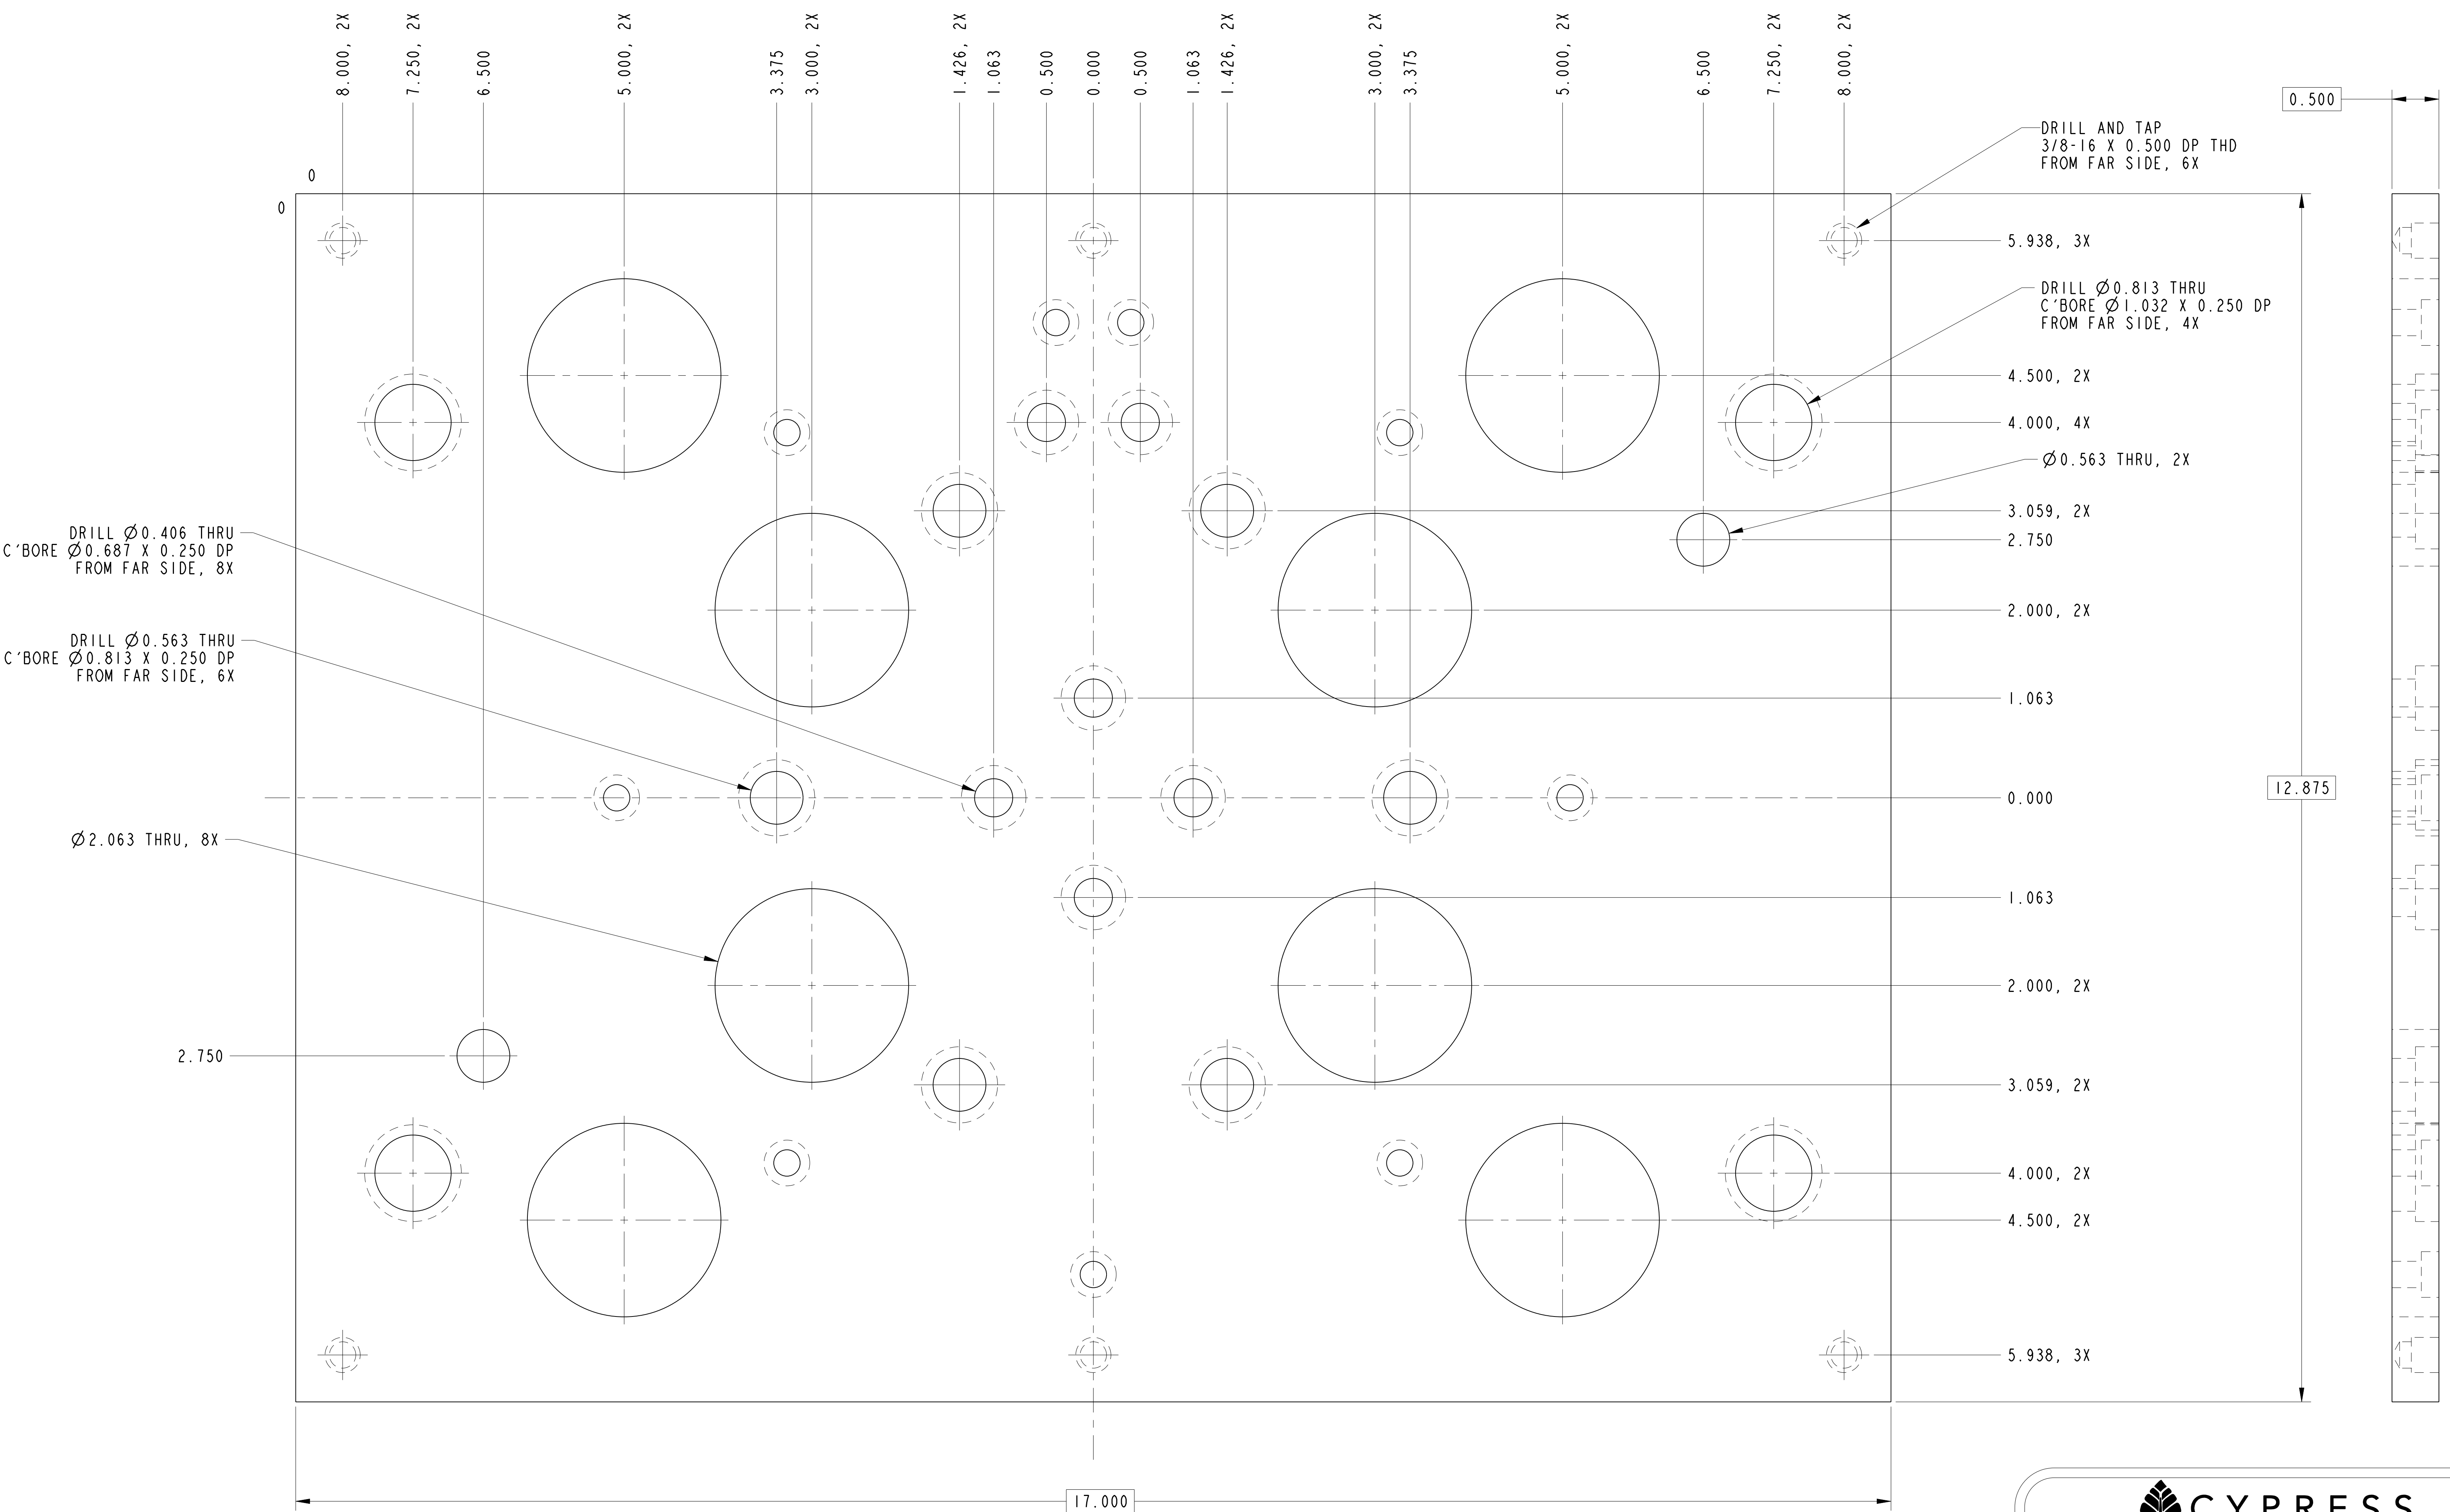 8.000, 2X
7.250, 2X
6.500
5.000, 2X
3.375
3.000, 2X
1.426, 2X
1.063
0.500
0.000
0.500
1.063
1.426, 2X
3.000, 2X
3.375
5.000, 2X
6.500
7.250, 2X
8.000, 2X
0.500
DRILL AND TAP
3/8-16 X 0.500 DP THD
FROM FAR SIDE, 6X
0
0
5.938, 3X
DRILL Ø0.813 THRU
C'BORE Ø1.032 X 0.250 DP
FROM FAR SIDE, 4X
4.500, 2X
4.000, 4X
Ø0.563 THRU, 2X
3.059, 2X
2.750
DRILL Ø0.406 THRU
C'BORE Ø0.687 X 0.250 DP
FROM FAR SIDE, 8X
2.000, 2X
DRILL Ø0.563 THRU
C'BORE Ø0.813 X 0.250 DP
FROM FAR SIDE, 6X
1.063
0.000
12.875
Ø2.063 THRU, 8X
1.063
2.000, 2X
2.750
3.059, 2X
4.000, 2X
4.500, 2X
5.938, 3X
17.000
CYPRESS